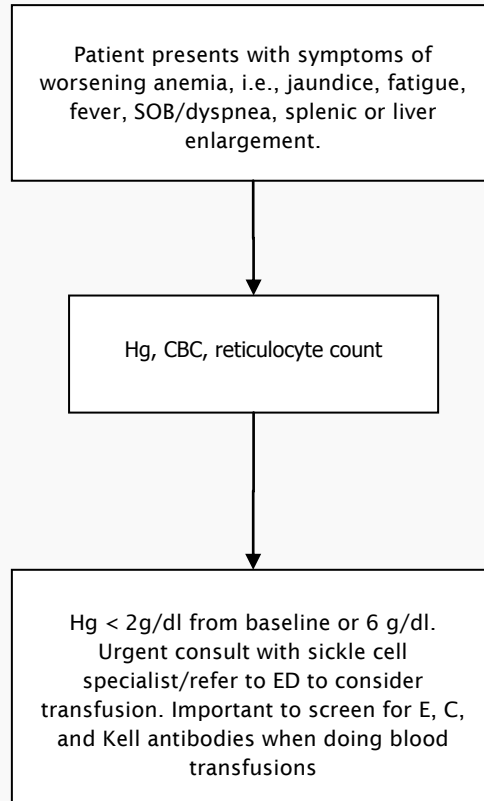 Patient presents with symptoms of
worsening anemia, i.e., jaundice, fatigue,
fever, SOB/dyspnea, splenic or liver
enlargement.
Hg, CBC, reticulocyte count
Hg < 2g/dl from baseline or 6 g/dl.
Urgent consult with sickle cell
specialist/refer to ED to consider
transfusion. Important to screen for E, C,
and Kell antibodies when doing blood
transfusions